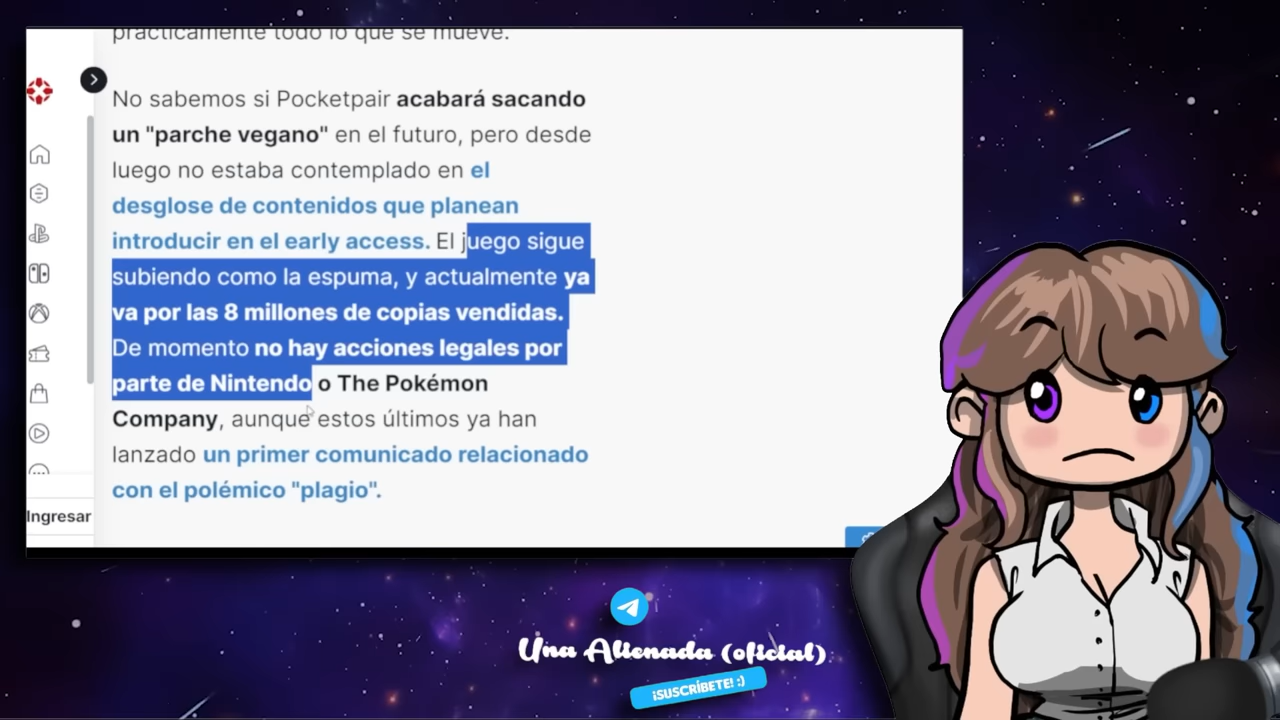 prácticamente todo lo que se mueve.
No sabemos si Pocketpair acabará sacando
un "parche vegano" en el futuro, pero desde
luego no estaba contemplado en el
desglose de contenidos que planean
introducir en el early access. El juego sigue
subiendo como la espuma, y actualmente ya
va por las 8 millones de copias vendidas.
De momento no hay acciones legales por
parte de Nintendo o The Pokémon
Company, aunque estos últimos ya han
lanzado un primer comunicado relacionado
con el polémico "plagio".
Ingresar
Una Alienada (oficial)
¡SUSCRÍBETE! :)